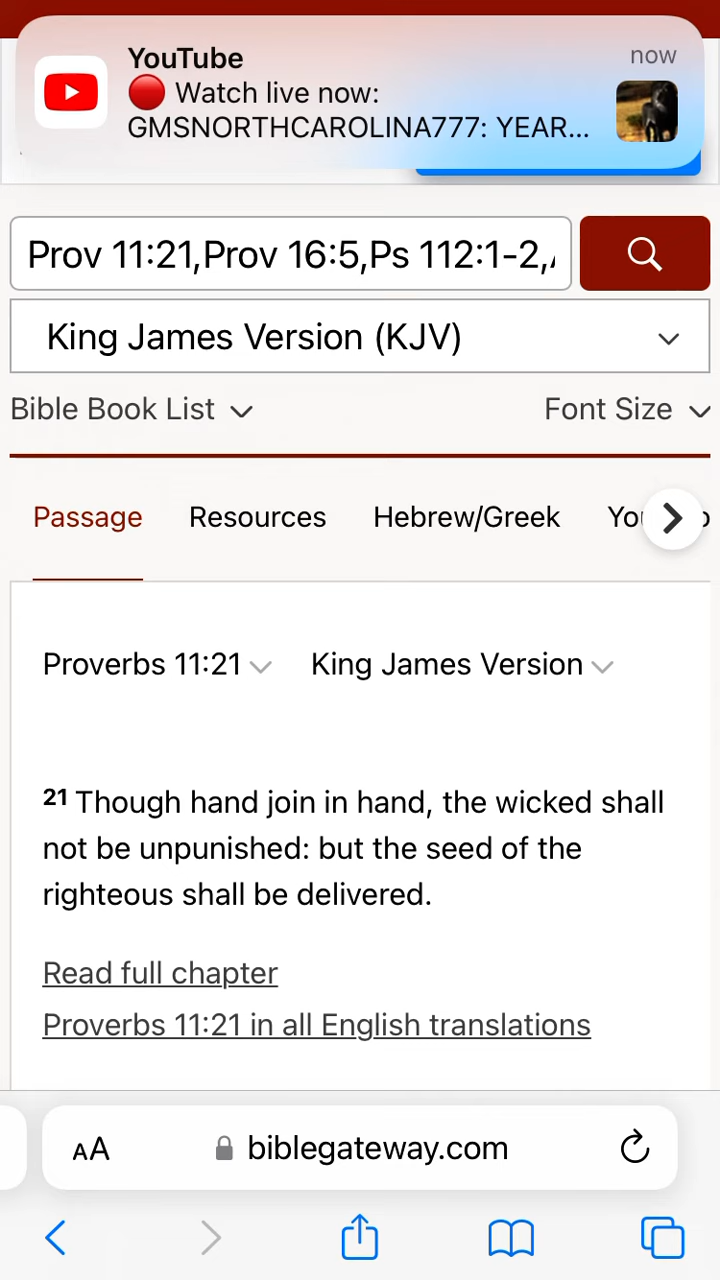 YouTube
now
🔴 Watch live now:
GMSNORTHCAROLINA777: YEAR...
Prov 11:21,Prov 16:5,Ps 112:1-2,
King James Version (KJV)
Bible Book List
Font Size
Passage Resources Hebrew/Greek
Proverbs 11:21 King James Version
21 Though hand join in hand, the wicked shall
not be unpunished: but the seed of the
righteous shall be delivered.
Read full chapter
Proverbs 11:21 in all English translations
AA biblegateway.com